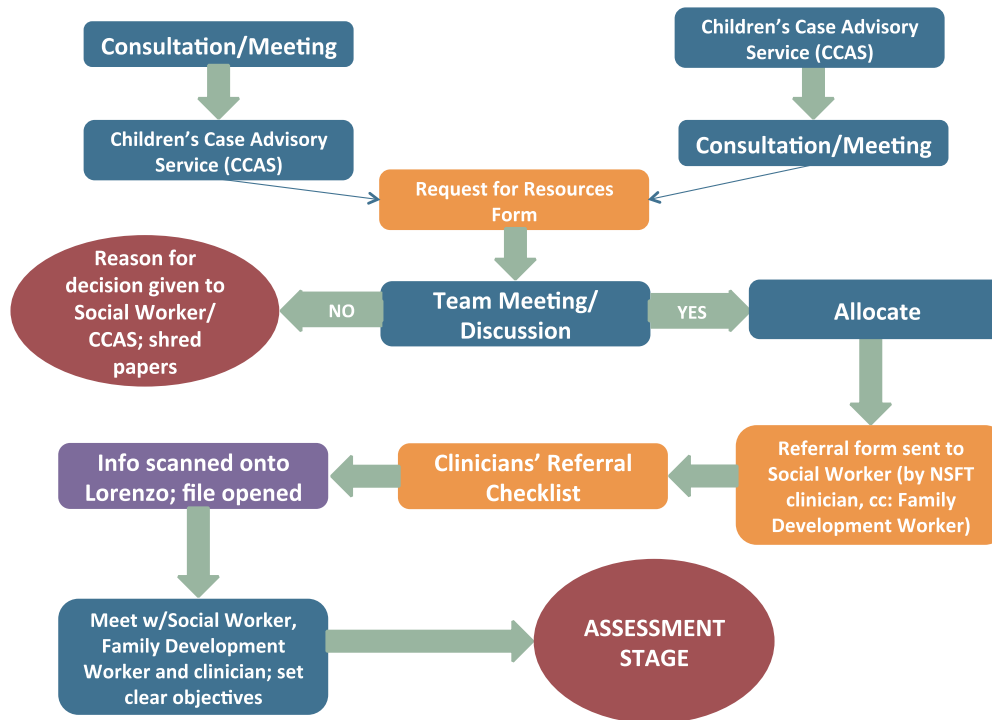 Consultation/Meeting
Children’s Case Advisory
Service (CCAS)
Children’s Case Advisory
Service (CCAS)
Consultation/Meeting
Request for Resources
Form
Reason for
decision given to
Social Worker/
CCAS; shred
papers
NO
Team Meeting/
Discussion
YES
Allocate
Info scanned onto
Lorenzo; file opened
Clinicians’ Referral
Checklist
Referral form sent to
Social Worker (by NSFT
clinician, cc: Family
Development Worker)
Meet w/Social Worker,
Family Development
Worker and clinician; set
clear objectives
ASSESSMENT
STAGE